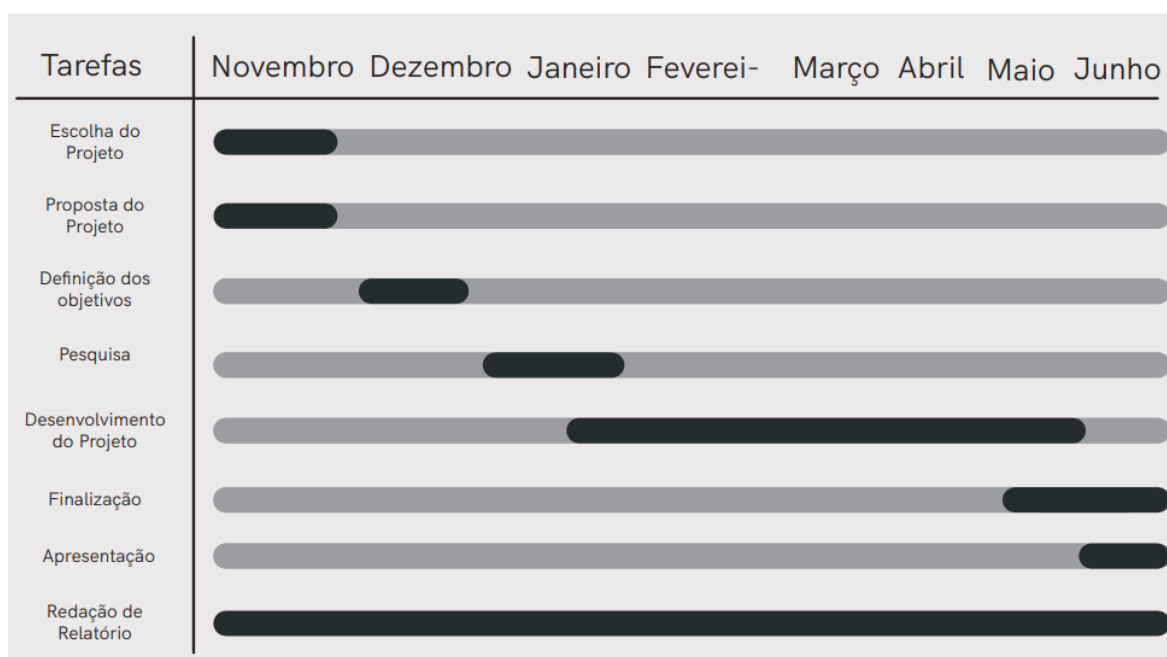 Tarefas Novembro Dezembro Janeiro Feverei- Março Abril Maio Junho
Escolha do
Projeto
Proposta do
Projeto
Definição dos
objetivos
Pesquisa
Desenvolvimento
do Projeto
Finalização
Apresentação
Redação de
Relatório